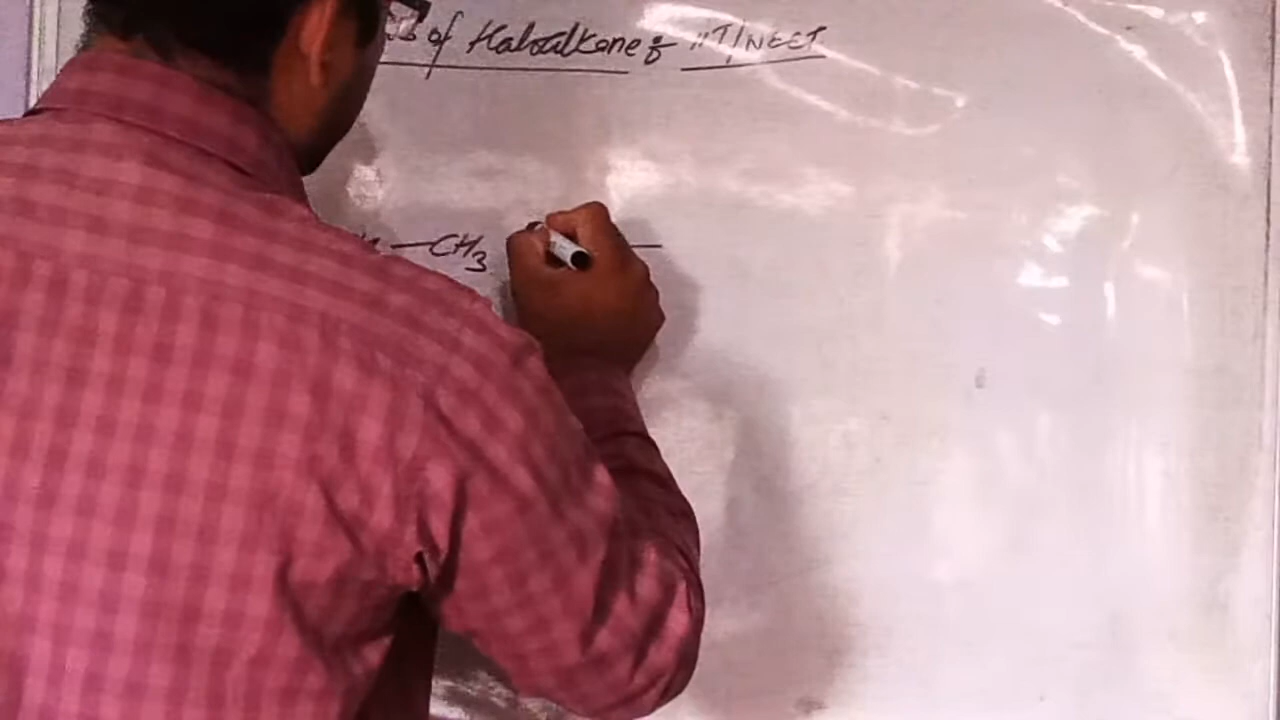 of Haloalkane IIT/NEET
—CH3 —